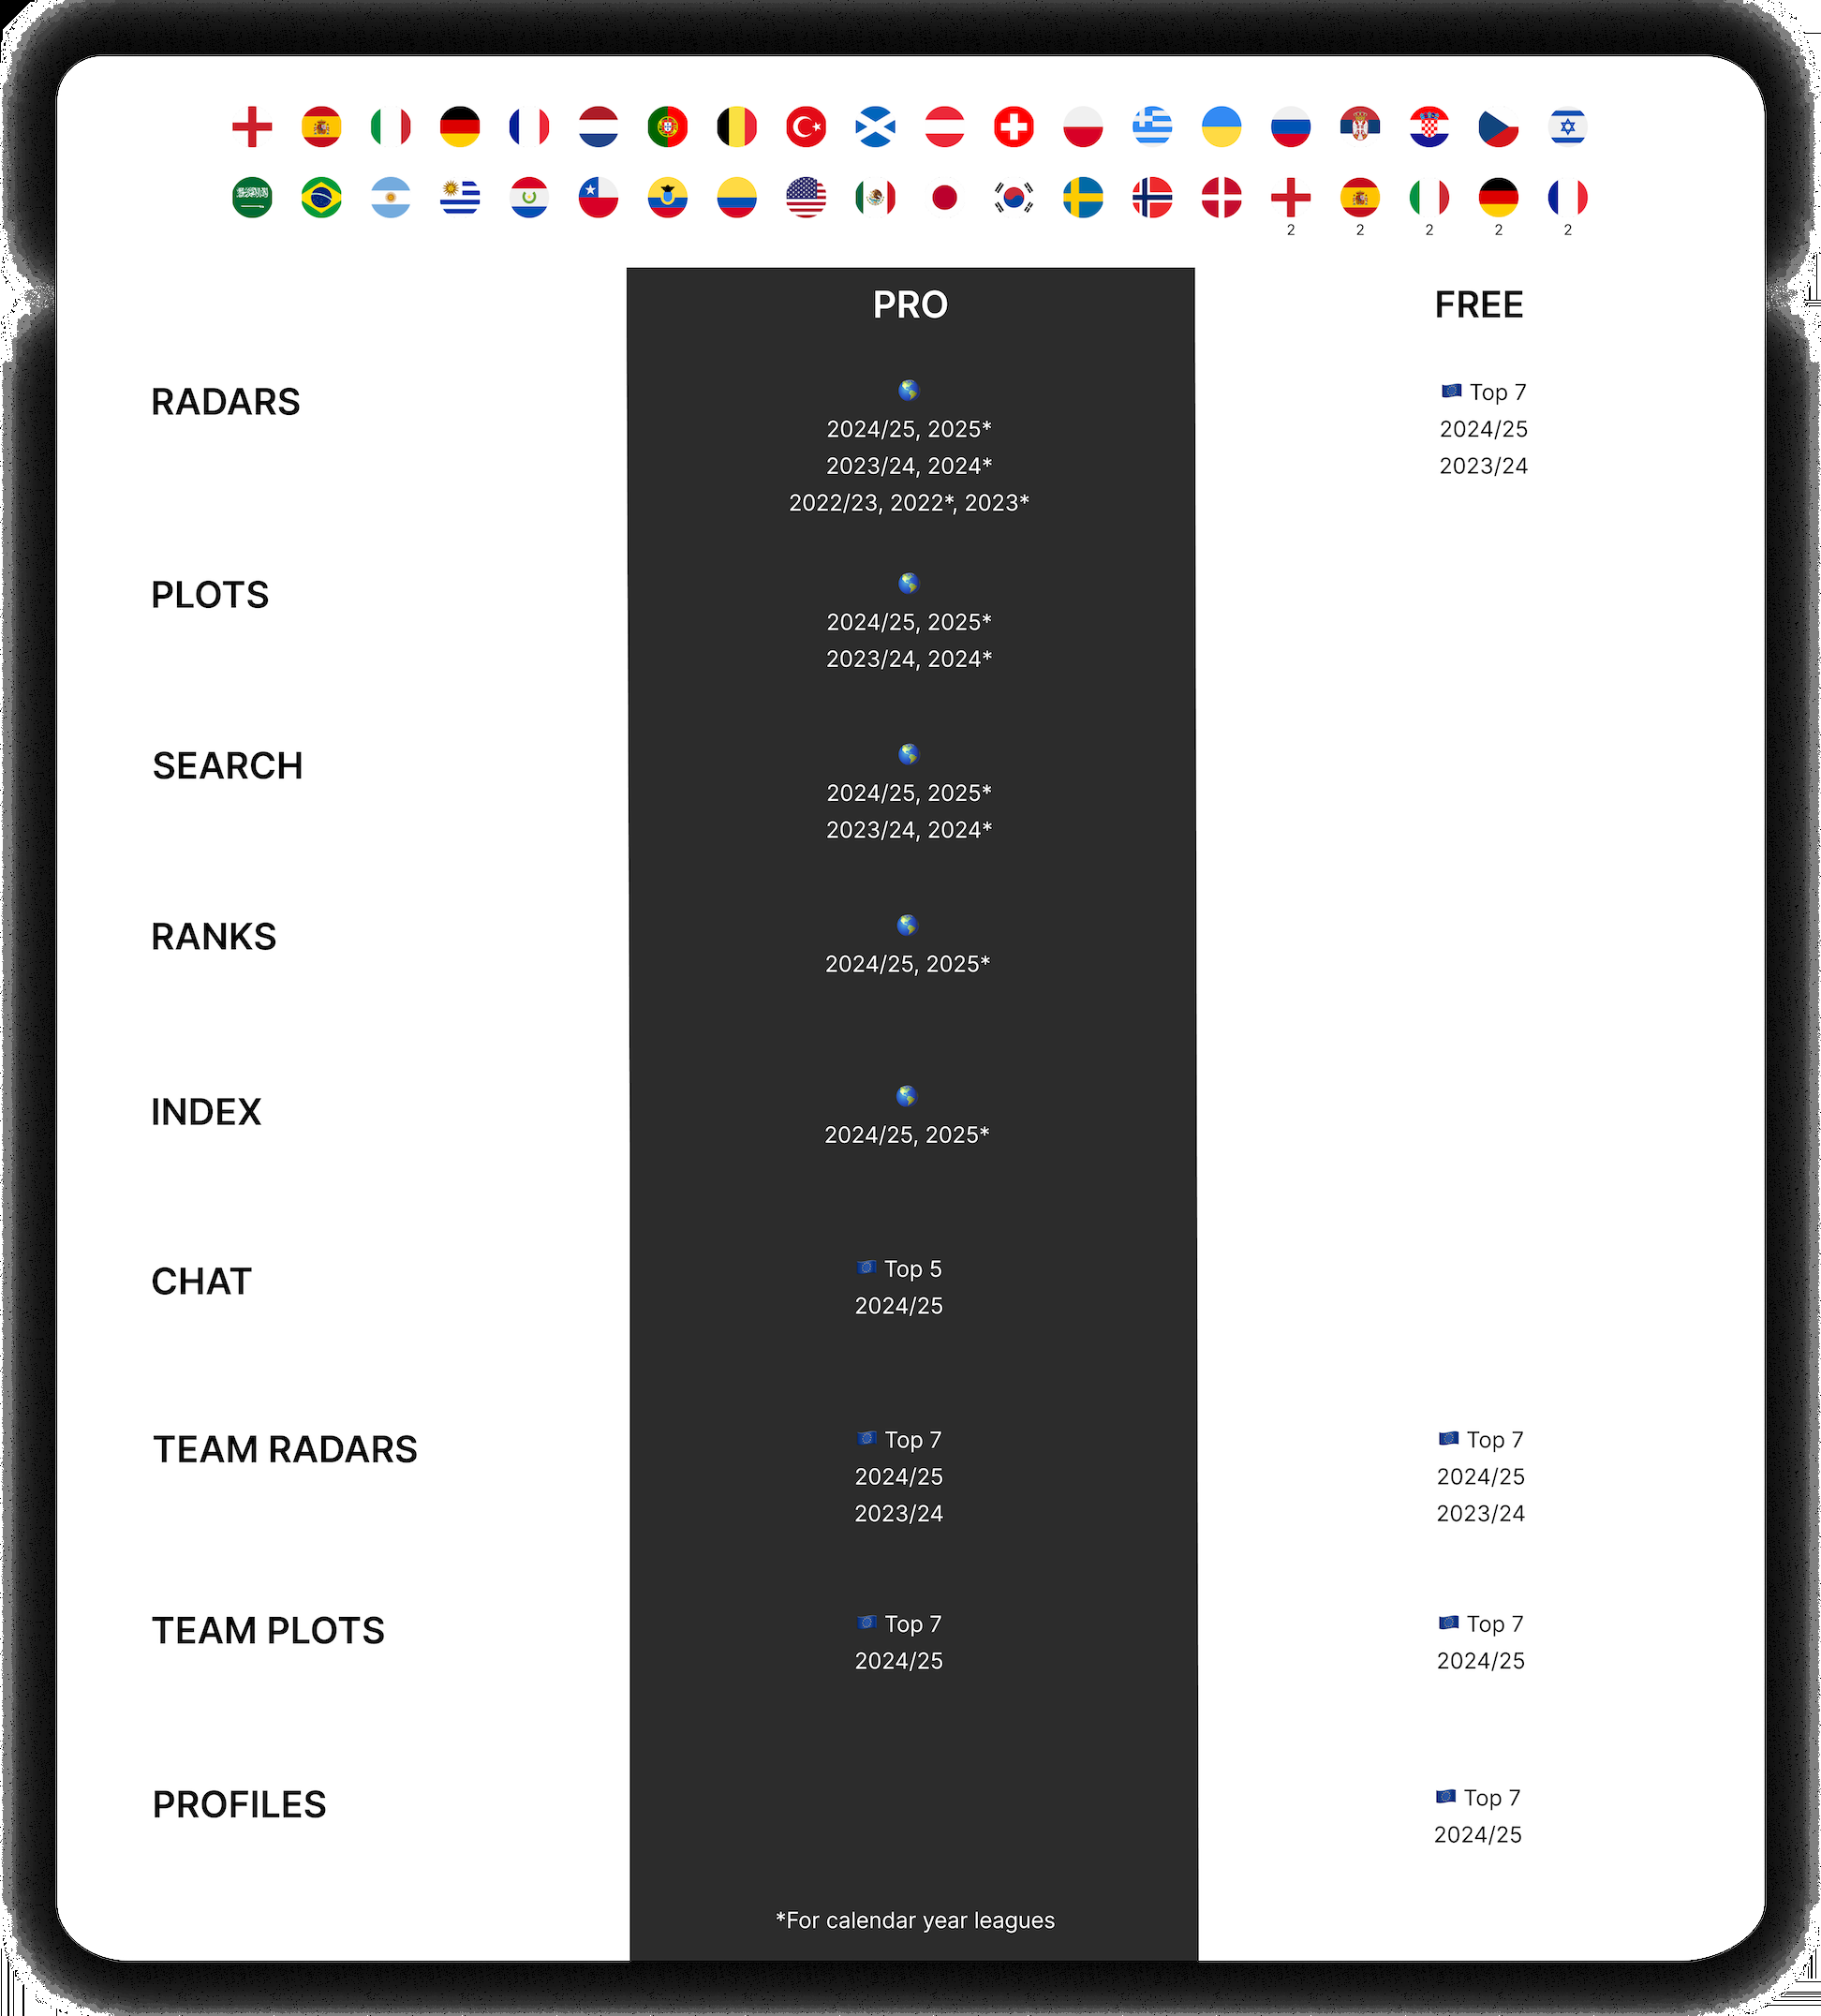 2 2 2 2 2
PRO FREE
RADARS
Top 7
2024/25, 2025* 2024/25
2023/24, 2024* 2023/24
2022/23, 2022*, 2023*
PLOTS
2024/25, 2025*
2023/24, 2024*
SEARCH
2024/25, 2025*
2023/24, 2024*
RANKS
2024/25, 2025*
INDEX
2024/25, 2025*
CHAT
Top 5
2024/25
TEAM RADARS
Top 7 Top 7
2024/25 2024/25
2023/24 2023/24
TEAM PLOTS
Top 7 Top 7
2024/25 2024/25
PROFILES
Top 7
2024/25
*For calendar year leagues